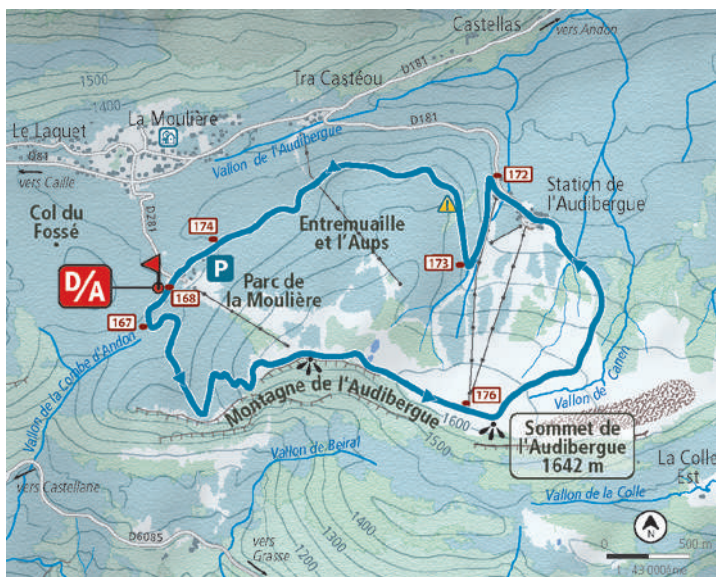 Castellas
vers Andon
D181
Tra Castéou
1500
1400
La Moulière
Le Laquet
D81
vers Caille
Vallon de l'Audibergue
D181
172
Station de
l'Audibergue
Col du
Fossé
D281
174
Entremuaille
et l'Aups
173
P
D/A
168
Parc de
la Moulière
167
Vallon de la Combe d'Andon
Montagne de l'Audibergue
176
1600
1500
Vallon de Canen
Sommet de
l'Audibergue
1642 m
Vallon de Beiral
La Colle
Est
Vallon de la Colle
vers Castellane
D6085
vers
Grasse
1200
1300
1400
N
0
500 m